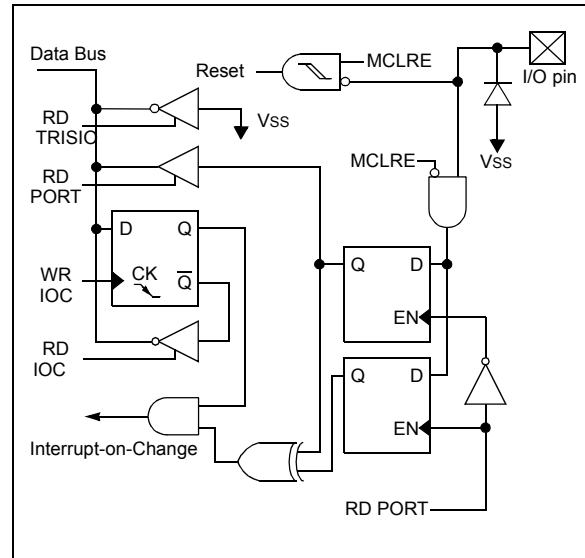 Data Bus
MCLRE
Reset
I/O pin
RD
TRISIO
VSS
VSS
RD
PORT
MCLRE
D
Q
CK
Q
WR
IOC
Q
D
EN
RD
IOC
Q
D
EN
Interrupt-on-Change
RD PORT